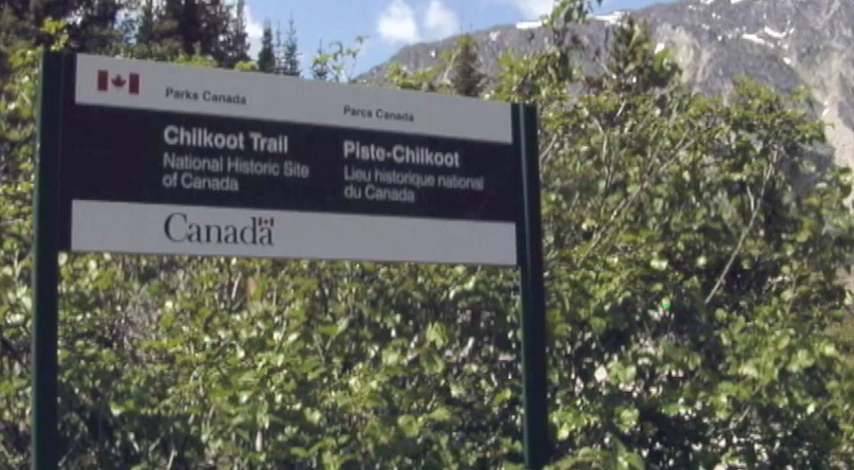 Parks Canada
Parcs Canada
Chilkoot Trail
National Historic Site
of Canada
Piste-Chilkoot
Lieu historique national
du Canada
Canada